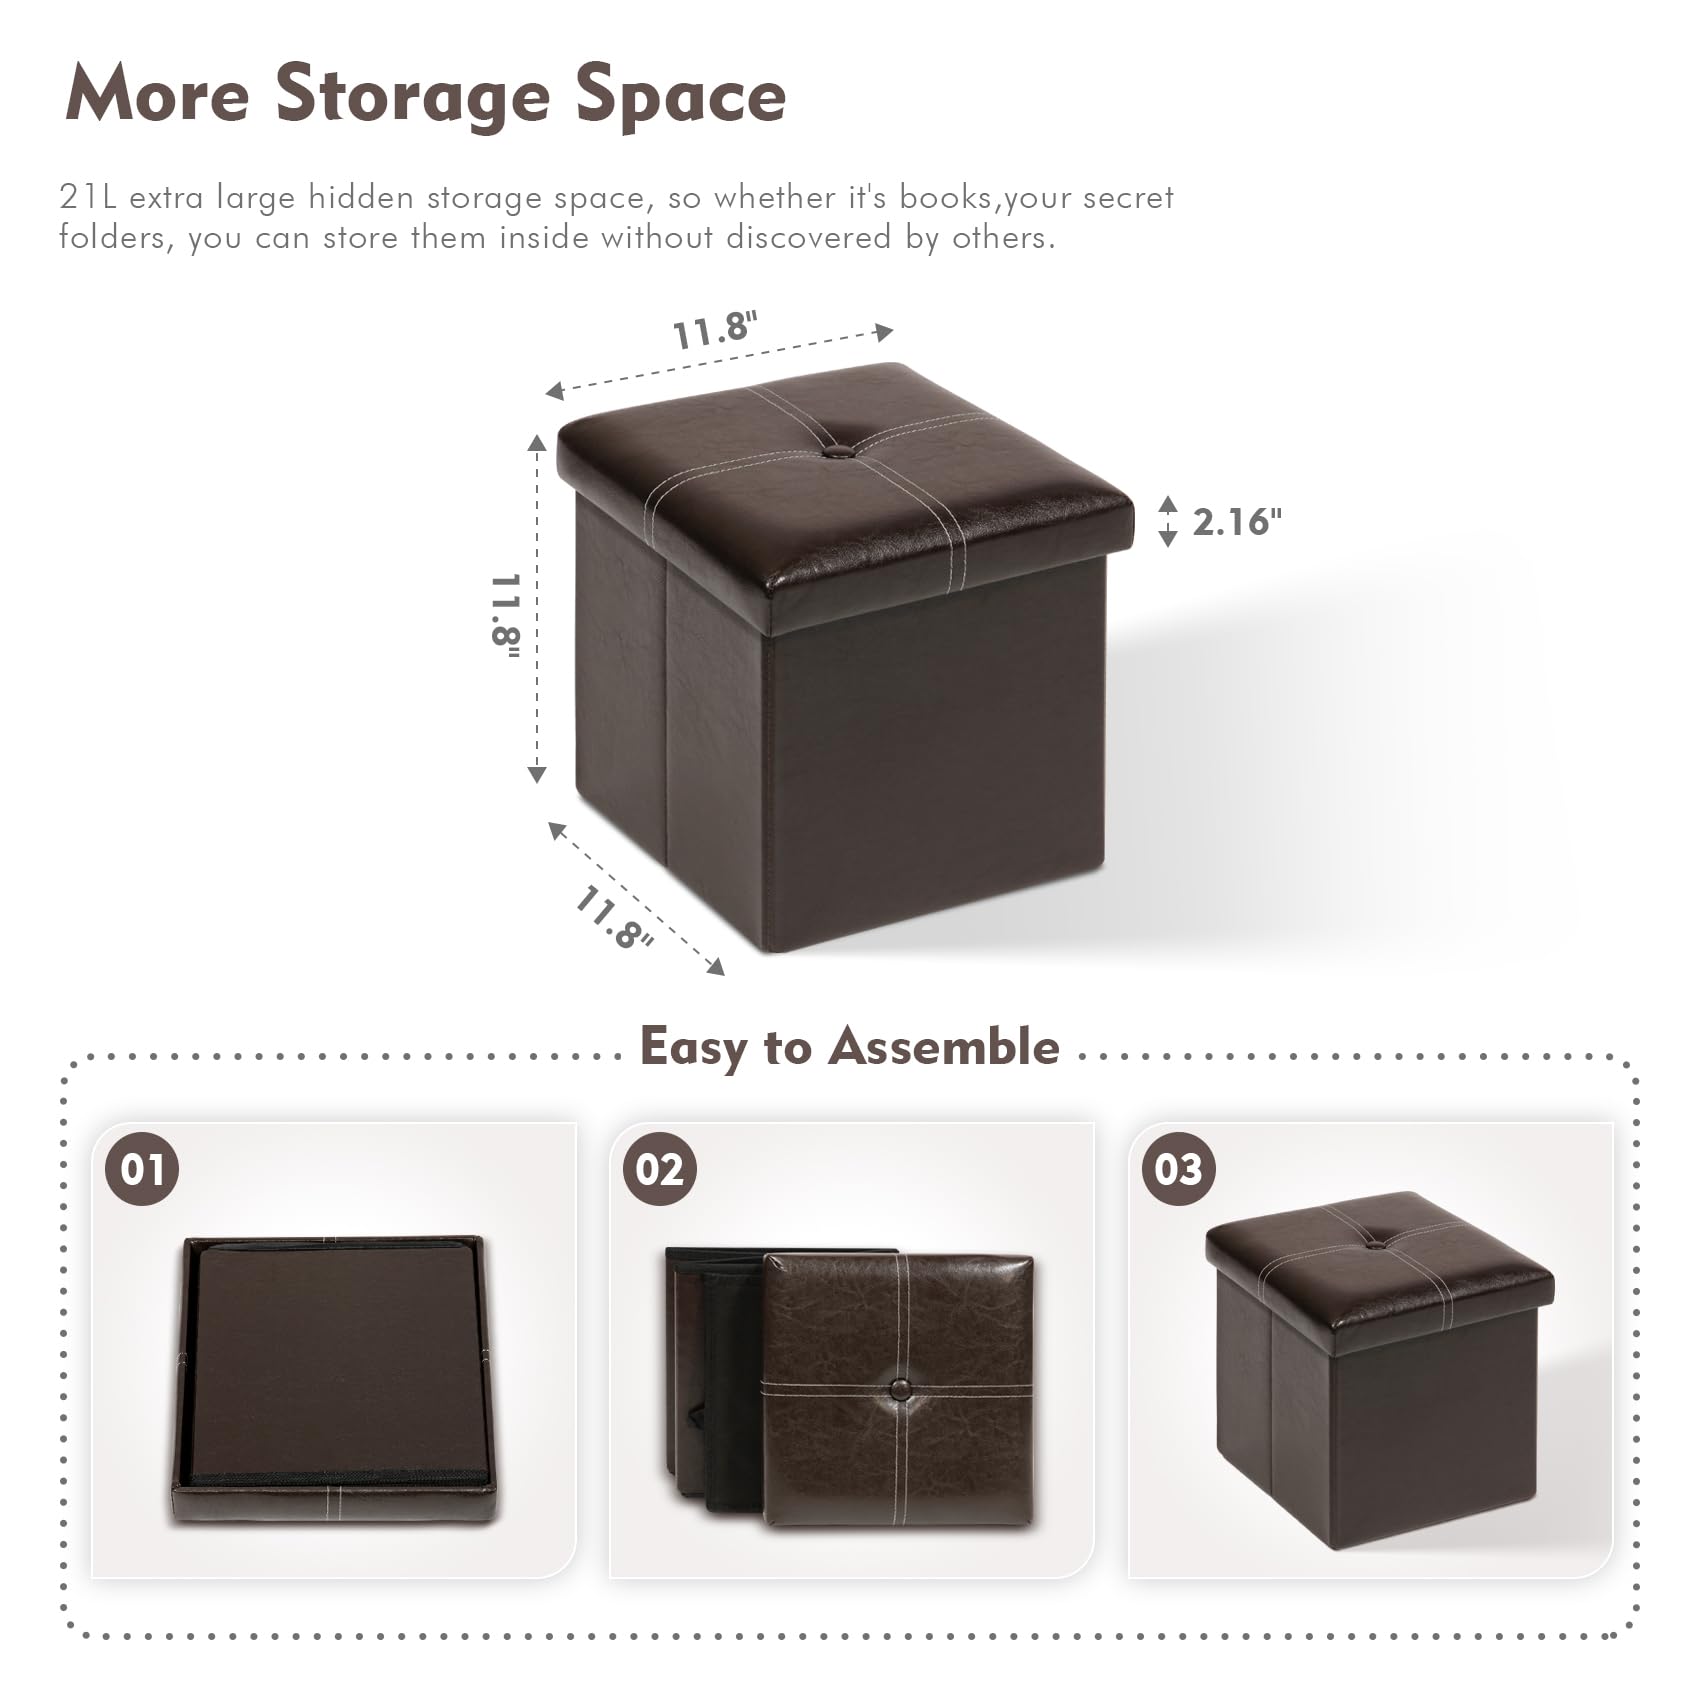 More Storage Space
21L extra large hidden storage space, so whether it's books,your secret
folders, you can store them inside without discovered by others.
11.8"
11.8"
2.16"
11.8"
Easy to Assemble
01
02
03